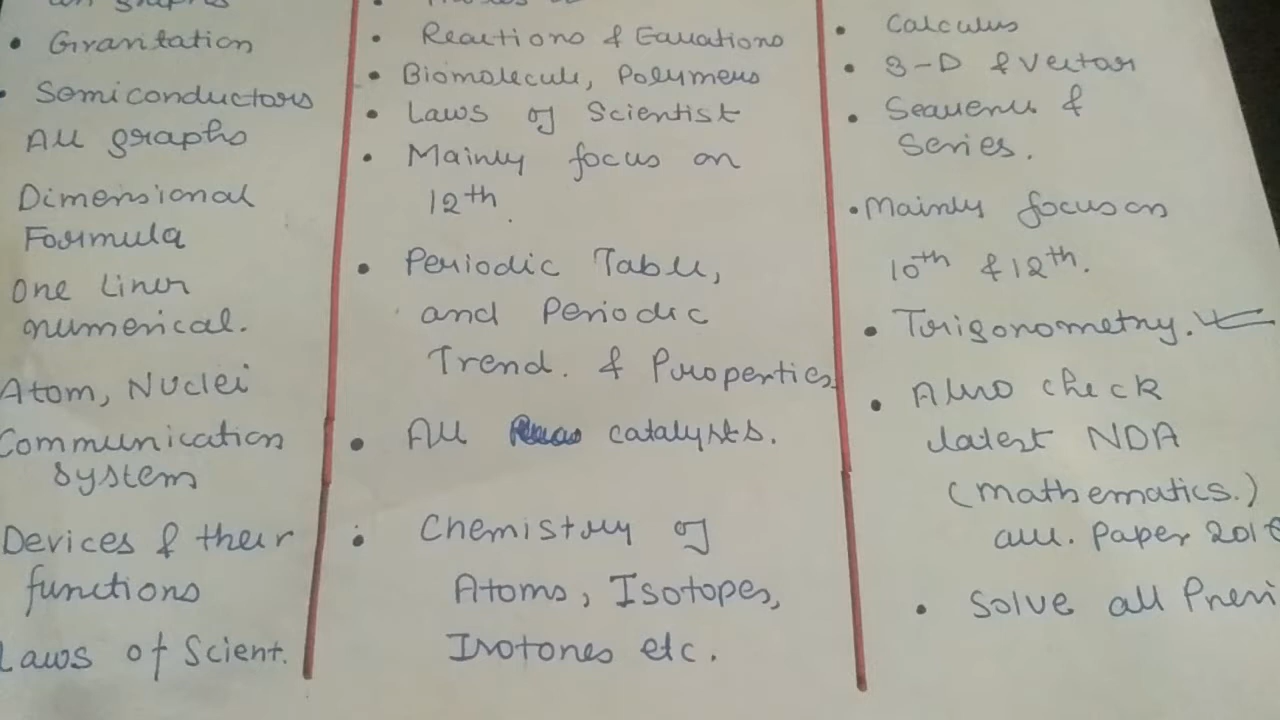 Gravitation
Semiconductors
All graphs
Dimensional
Formula
One Liner
numerical.
Atom, Nuclei
Communication
System
Devices & their
functions
Laws of Scient.
Reactions & Equations
Biomolecule, Polymers
Laws of Scientist
Mainly focus on
12th.
Periodic Table,
and Periodic
Trend. & Properties
All catalysts.
Chemistry of
Atoms, Isotopes,
Isotones etc.
Calculus
3-D & Vector
Sequence &
Series.
Mainly focus on
10th & 12th.
Trigonometry.
Also check
latest NDA
(mathematics.)
all. Paper
Solve all